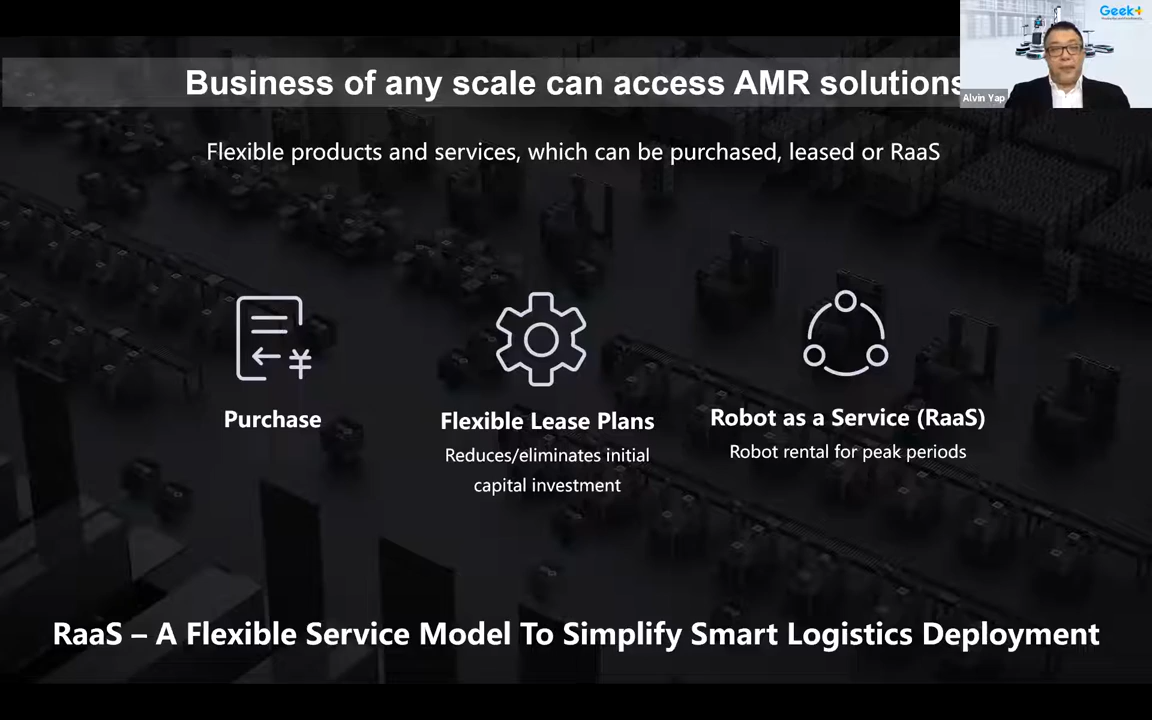 Geek+
Business of any scale can access AMR solutions
Alvin Yap
Flexible products and services, which can be purchased, leased or RaaS
¥
Purchase
Flexible Lease Plans
Reduces/eliminates initial
capital investment
Robot as a Service (RaaS)
Robot rental for peak periods
RaaS – A Flexible Service Model To Simplify Smart Logistics Deployment